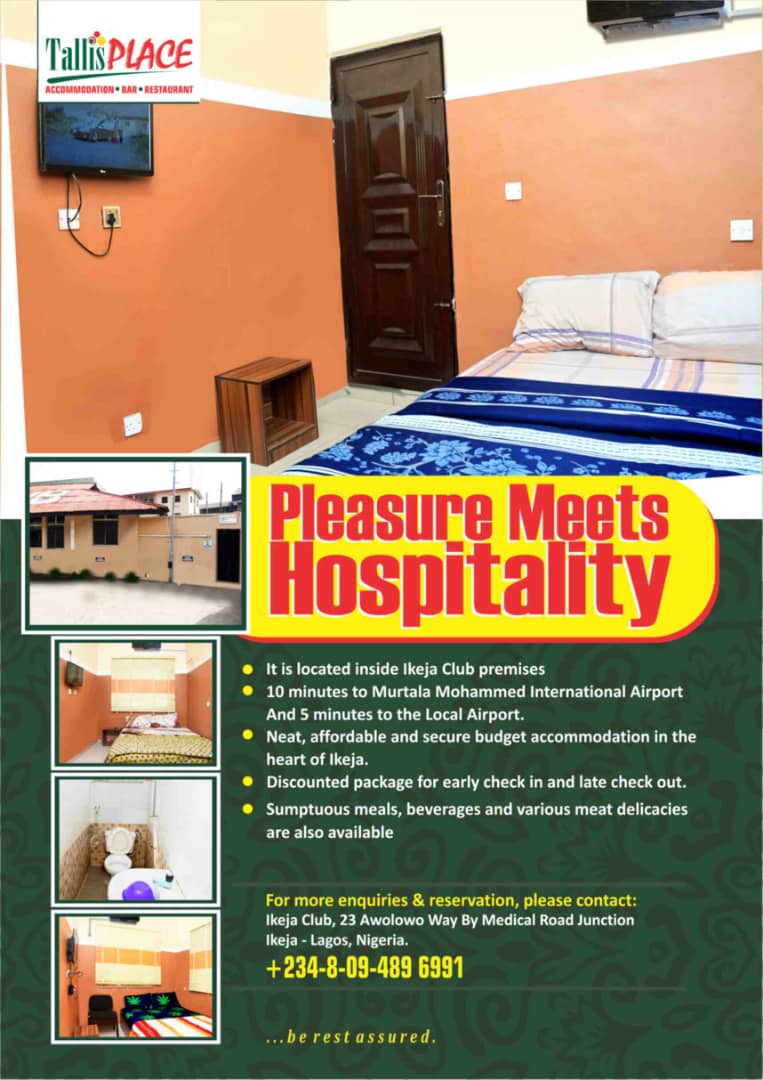 Tallis PLACE
ACCOMMODATION • BAR • RESTAURANT
Pleasure Meets
Hospitality
It is located inside Ikeja Club premises
10 minutes to Murtala Mohammed International Airport
And 5 minutes to the Local Airport.
Neat, affordable and secure budget accommodation in the
heart of Ikeja.
Discounted package for early check in and late check out.
Sumptuous meals, beverages and various meat delicacies
are also available
For more enquiries & reservation, please contact:
Ikeja Club, 23 Awolowo Way By Medical Road Junction
Ikeja - Lagos, Nigeria.
+234-8-09-489 6991
...be rest assured.